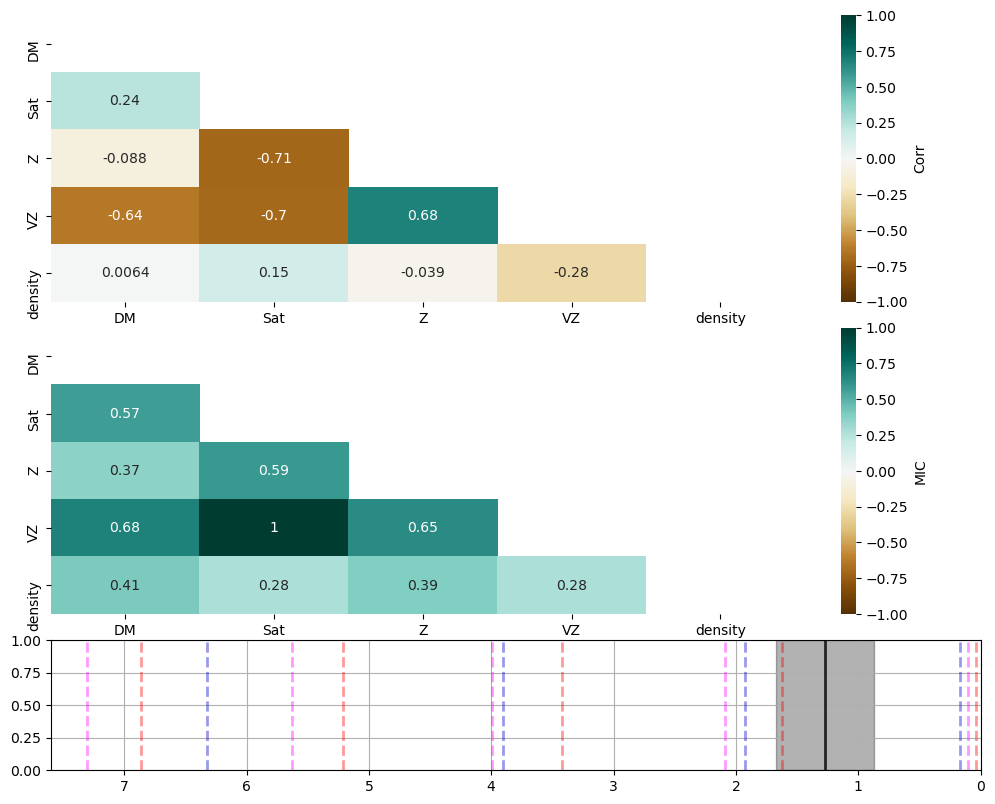 DM
Sat
Z
VZ
density
0.24
-0.088 -0.71
-0.64 -0.7 0.68
0.0064 0.15 -0.039 -0.28
DM Sat Z VZ density
1.00
0.75
0.50
0.25
0.00
−0.25
−0.50
−0.75
−1.00
Corr
DM
Sat
Z
VZ
density
0.57
0.37 0.59
0.68 1 0.65
0.41 0.28 0.39 0.28
DM Sat Z VZ density
1.00
0.75
0.50
0.25
0.00
−0.25
−0.50
−0.75
−1.00
MIC
1.00
0.75
0.50
0.25
0.00
7 6 5 4 3 2 1 0